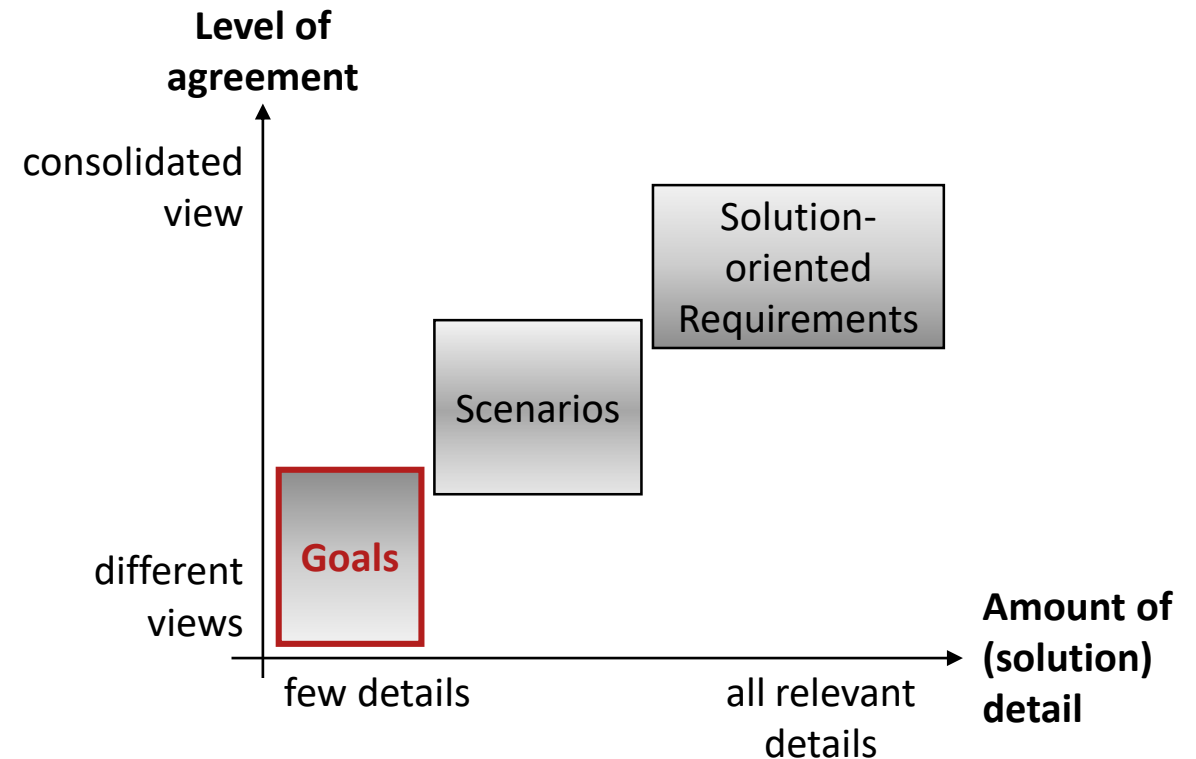 Level of
agreement
consolidated
view
Solution-
oriented
Requirements
Scenarios
Goals
different
views
Amount of
(solution)
detail
few details
all relevant
details